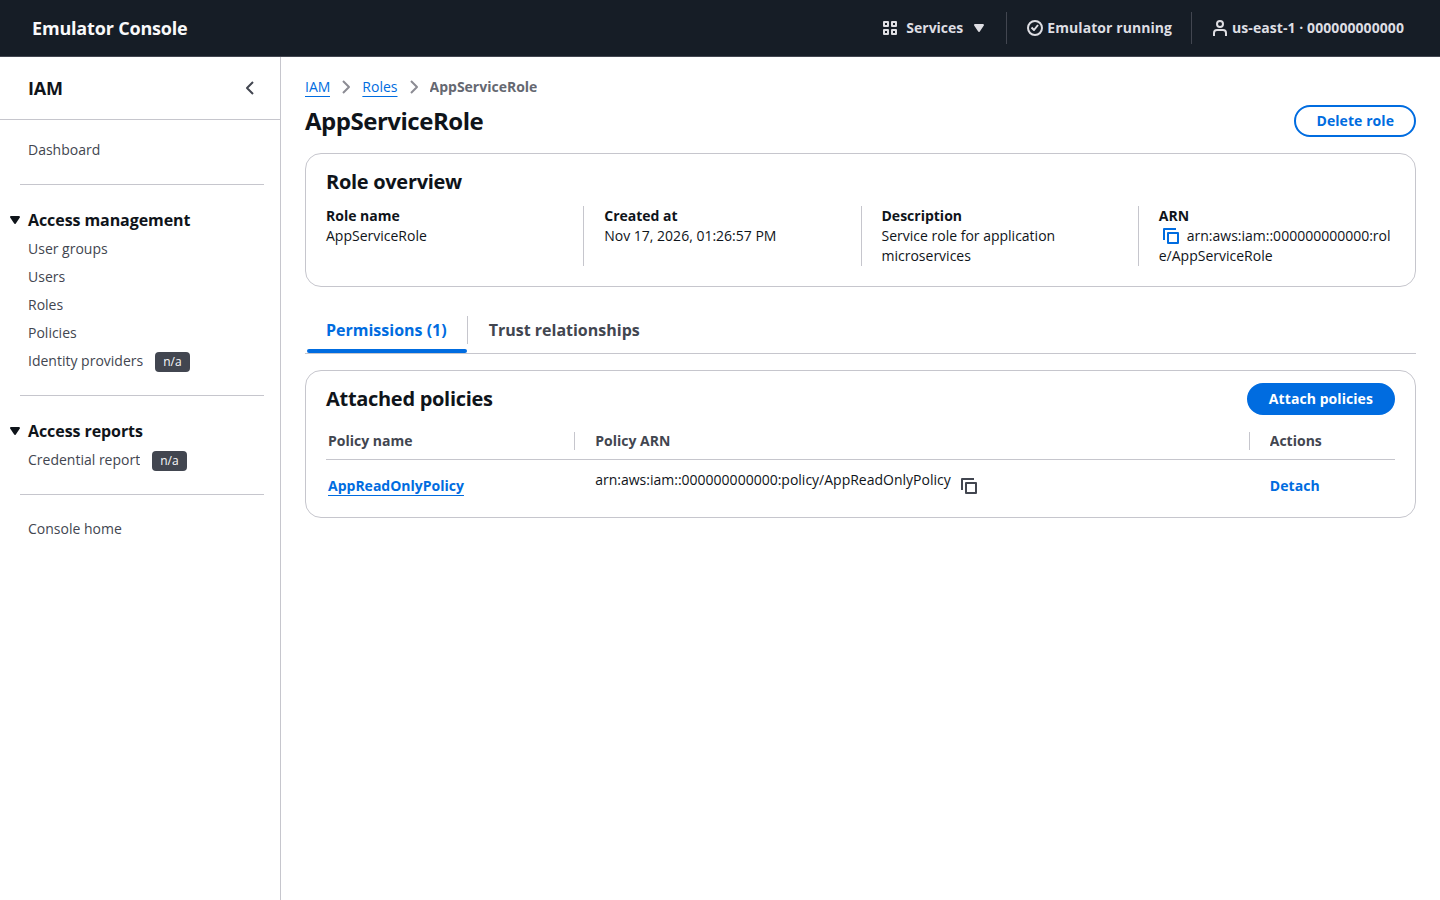 Emulator Console
Services
Emulator running
us-east-1 · 000000000000
IAM
Dashboard
Access management
User groups
Users
Roles
Policies
Identity providers n/a
Access reports
Credential report n/a
Console home
IAM > Roles > AppServiceRole
AppServiceRole
Delete role
Role overview
Role name
AppServiceRole
Created at
Nov 17, 2026, 01:26:57 PM
Description
Service role for application
microservices
ARN
arn:aws:iam::000000000000:rol
e/AppServiceRole
Permissions (1)
Trust relationships
Attached policies
Attach policies
Policy name
Policy ARN
Actions
AppReadOnlyPolicy
arn:aws:iam::000000000000:policy/AppReadOnlyPolicy
Detach